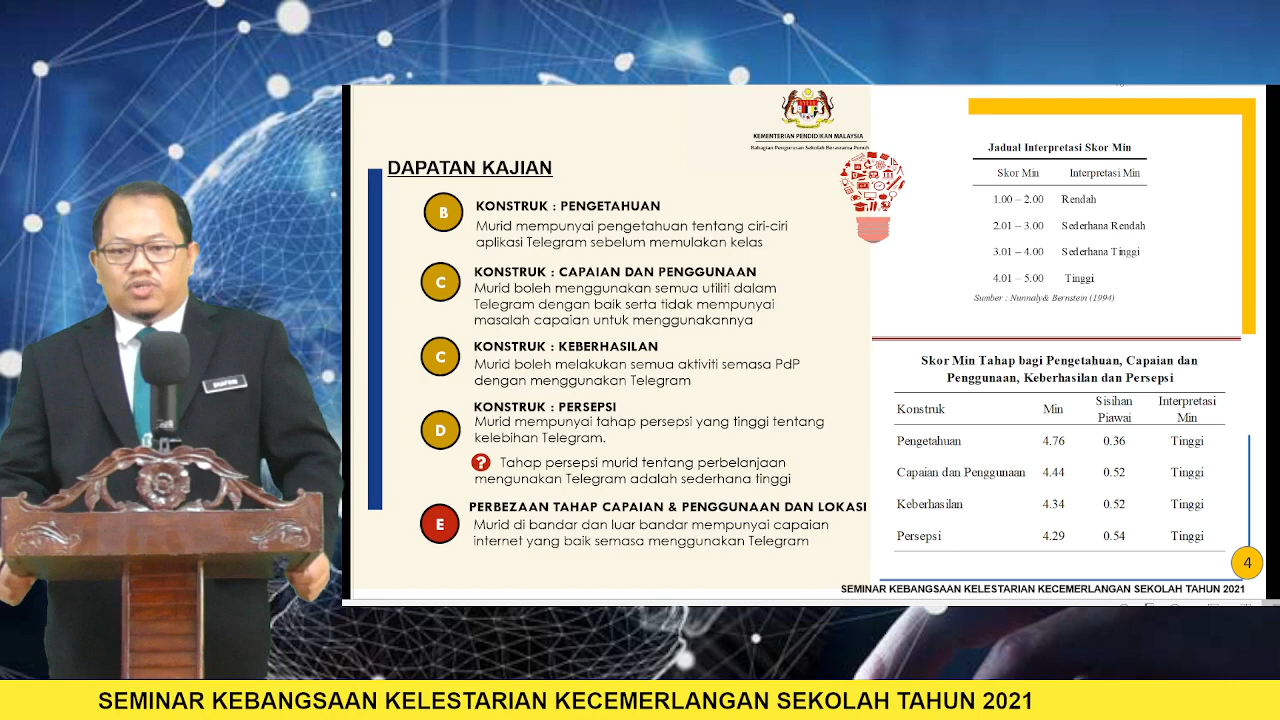 KEMENTERIAN PENDIDIKAN MALAYSIA
Bahagian Pengurusan Sekolah Berasrama Penuh
DAPATAN KAJIAN
B
KONSTRUK : PENGETAHUAN
Murid mempunyai pengetahuan tentang ciri-ciri
aplikasi Telegram sebelum memulakan kelas
C
KONSTRUK : CAPAIAN DAN PENGGUNAAN
Murid boleh menggunakan semua utiliti dalam
Telegram dengan baik serta tidak mempunyai
masalah capaian untuk menggunakannya
C
KONSTRUK : KEBERHASILAN
Murid boleh melakukan semua aktiviti semasa PdP
dengan menggunakan Telegram
D
KONSTRUK : PERSEPSI
Murid mempunyai tahap persepsi yang tinggi tentang
kelebihan Telegram.
? Tahap persepsi murid tentang perbelanjaan
mengunakan Telegram adalah sederhana tinggi
E
PERBEZAAN TAHAP CAPAIAN & PENGGUNAAN DAN LOKASI
Murid di bandar dan luar bandar mempunyai capaian
internet yang baik semasa menggunakan Telegram
Jadual Interpretasi Skor Min
Skor Min Interpretasi Min
1.00 – 2.00 Rendah
2.01 – 3.00 Sederhana Rendah
3.01 – 4.00 Sederhana Tinggi
4.01 – 5.00 Tinggi
Sumber : Nunnaly& Bernstein (1994)
Skor Min Tahap bagi Pengetahuan, Capaian dan
Penggunaan, Keberhasilan dan Persepsi
Konstruk Min Sisihan Piawai Interpretasi Min
Pengetahuan 4.76 0.36 Tinggi
Capaian dan Penggunaan 4.44 0.52 Tinggi
Keberhasilan 4.34 0.52 Tinggi
Persepsi 4.29 0.54 Tinggi
4
SEMINAR KEBANGSAAN KELESTARIAN KECEMERLANGAN SEKOLAH TAHUN 2021
SEMINAR KEBANGSAAN KELESTARIAN KECEMERLANGAN SEKOLAH TAHUN 2021